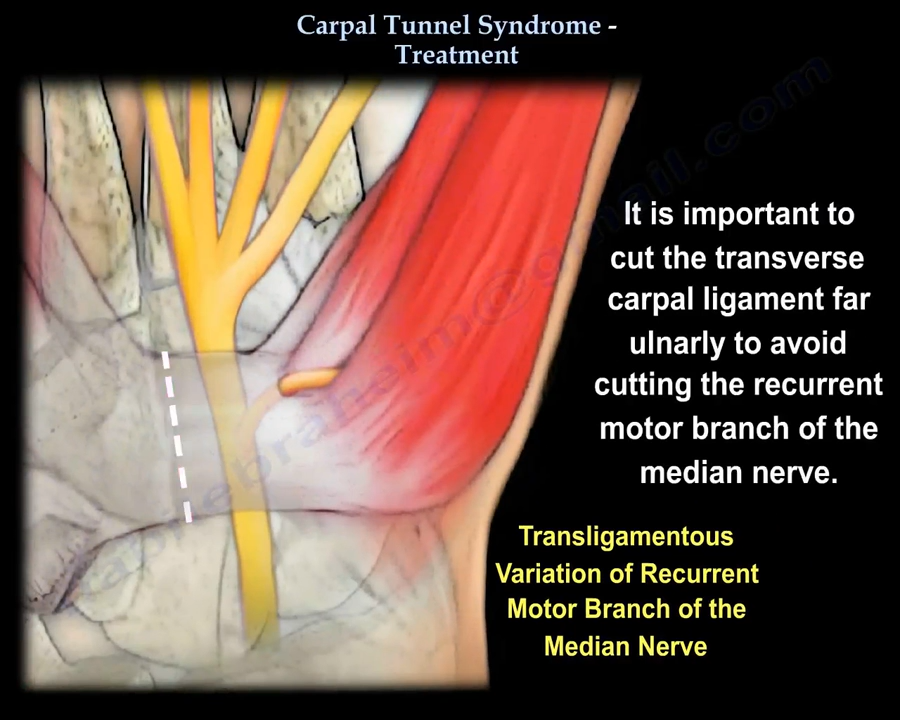 Carpal Tunnel Syndrome -
Treatment
It is important to
cut the transverse
carpal ligament far
ulnarly to avoid
cutting the recurrent
motor branch of the
median nerve.
Transligamentous
Variation of Recurrent
Motor Branch of the
Median Nerve